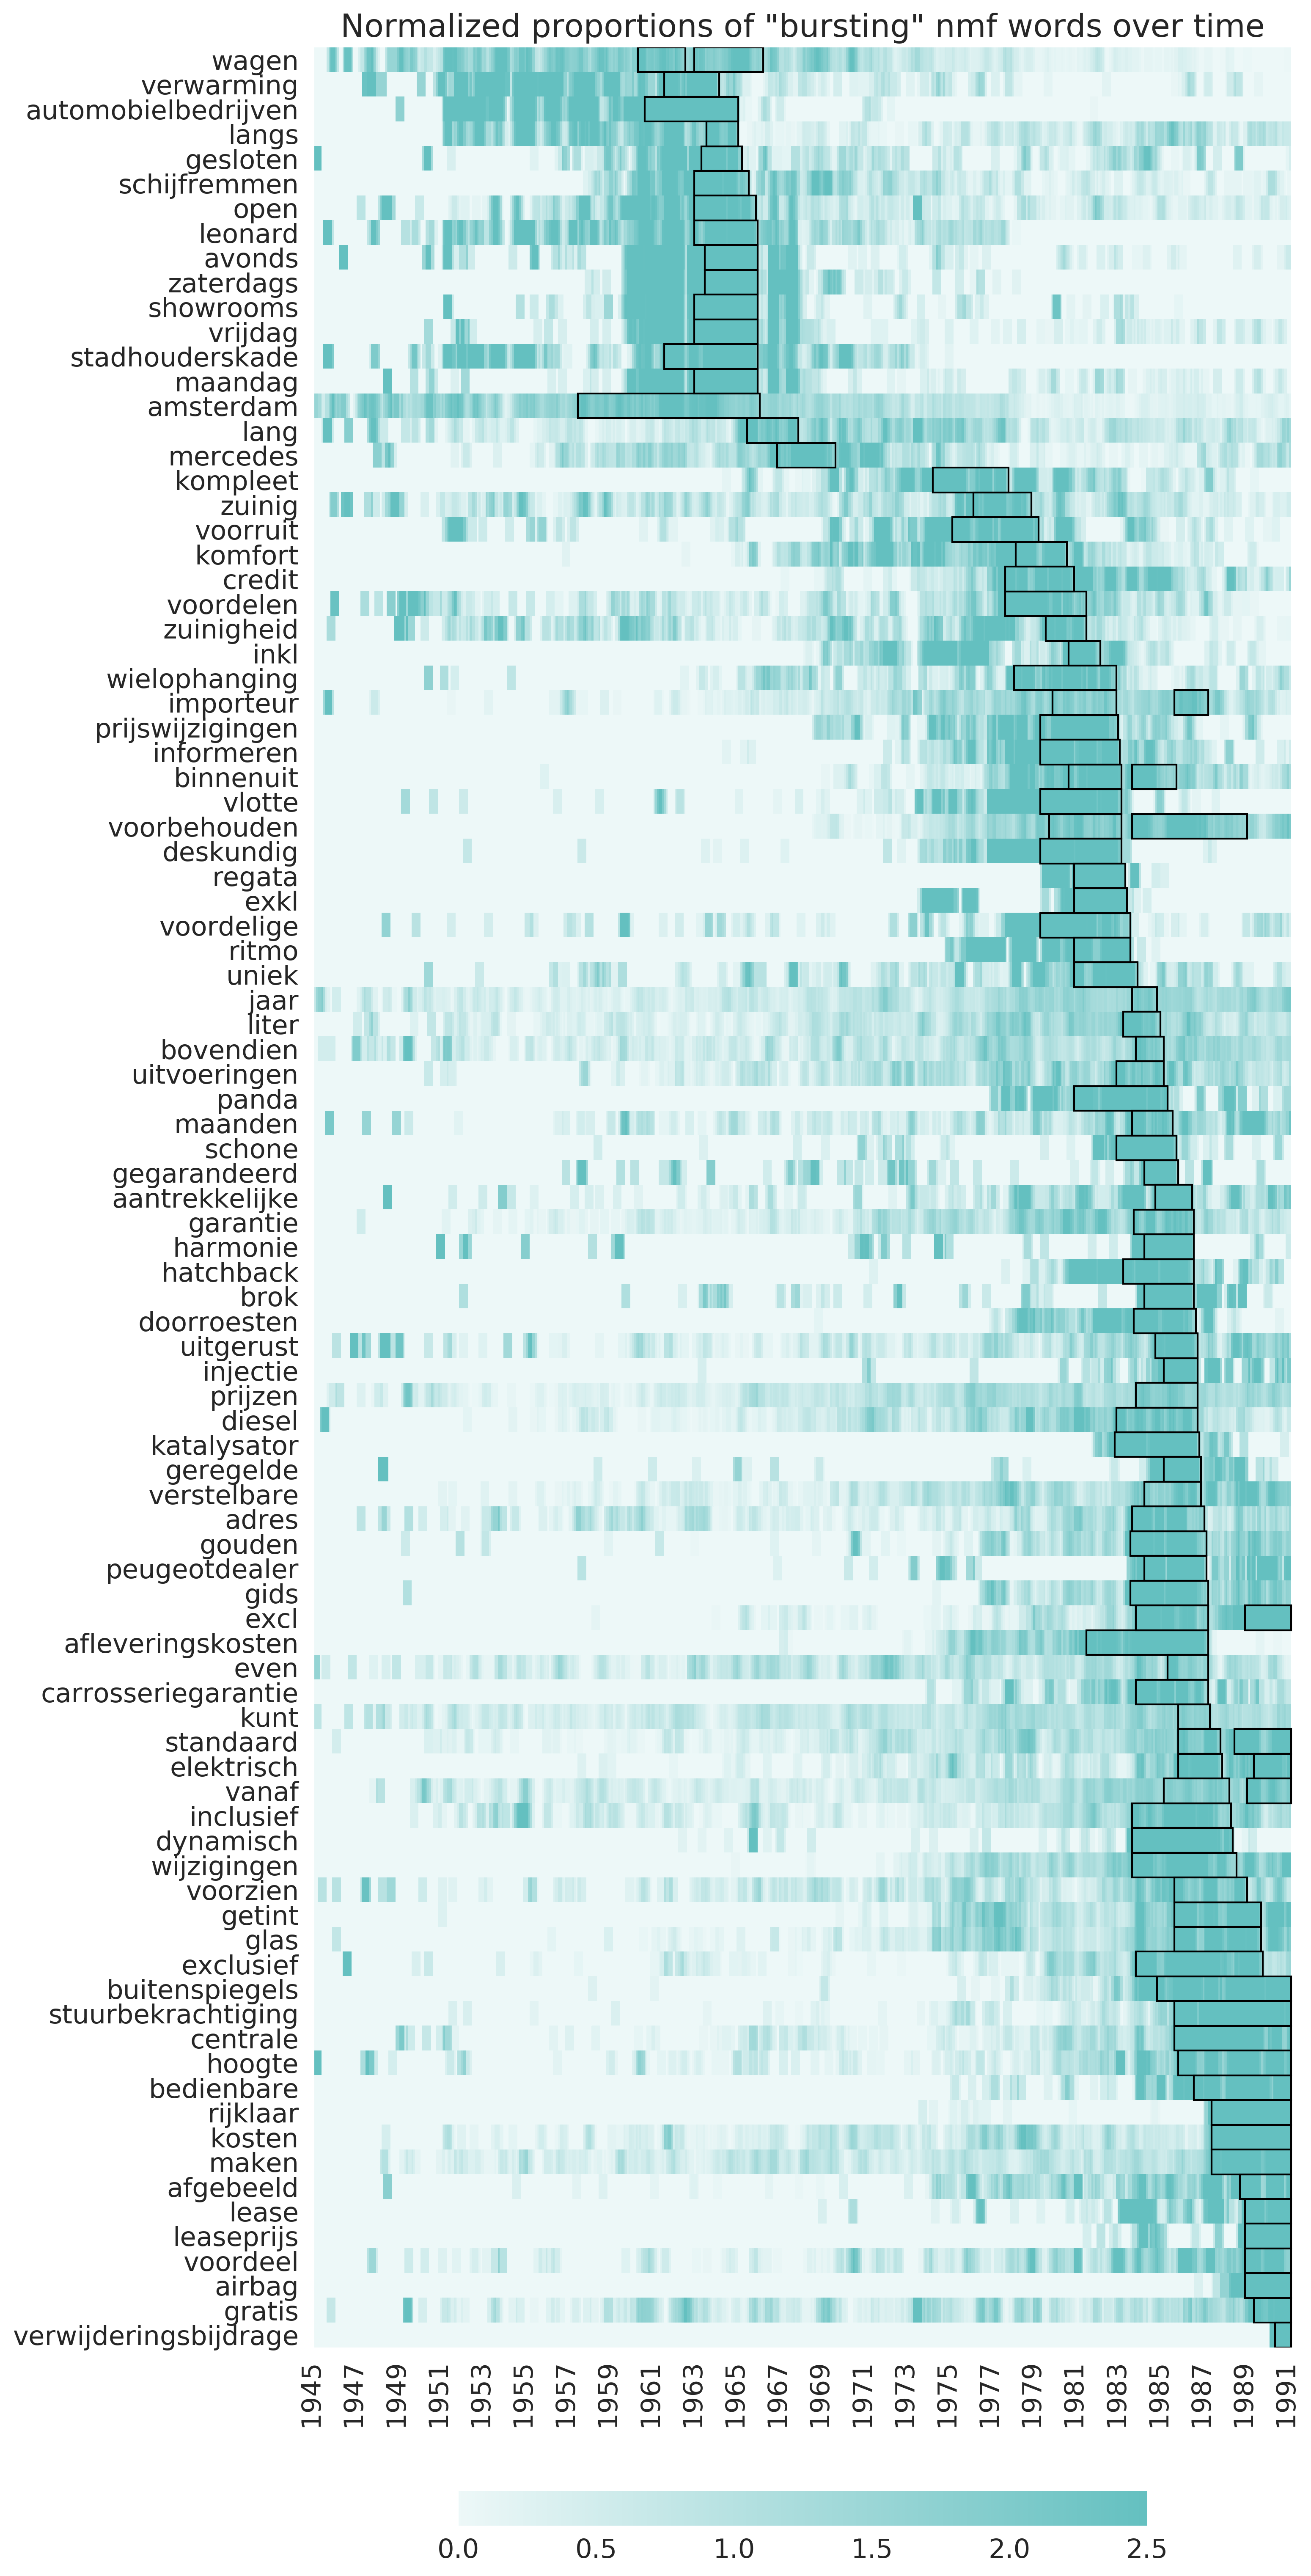 Normalized proportions of "bursting" nmf words over time
wagen
verwarming
automobielbedrijven
langs
gesloten
schijfremmen
open
leonard
avonds
zaterdags
showrooms
vrijdag
stadhouderskade
maandag
amsterdam
lang
mercedes
kompleet
zuinig
voorruit
komfort
credit
voordelen
zuinigheid
inkl
wielophanging
importeur
prijswijzigingen
informeren
binnenuit
vlotte
voorbehouden
deskundig
regata
exkl
voordelige
ritmo
uniek
jaar
liter
bovendien
uitvoeringen
panda
maanden
schone
gegarandeerd
aantrekkelijke
garantie
harmonie
hatchback
brok
doorroesten
uitgerust
injectie
prijzen
diesel
katalysator
geregelde
verstelbare
adres
gouden
peugeotdealer
gids
excl
afleveringskosten
even
carrosseriegarantie
kunt
standaard
elektrisch
vanaf
inclusief
dynamisch
wijzigingen
voorzien
getint
glas
exclusief
buitenspiegels
stuurbekrachtiging
centrale
hoogte
bedienbare
rijklaar
kosten
maken
afgebeeld
lease
leaseprijs
voordeel
airbag
gratis
verwijderingsbijdrage
1945 1947 1949 1951 1953 1955 1957 1959 1961 1963 1965 1967 1969 1971 1973 1975 1977 1979 1981 1983 1985 1987 1989 1991
0.0 0.5 1.0 1.5 2.0 2.5